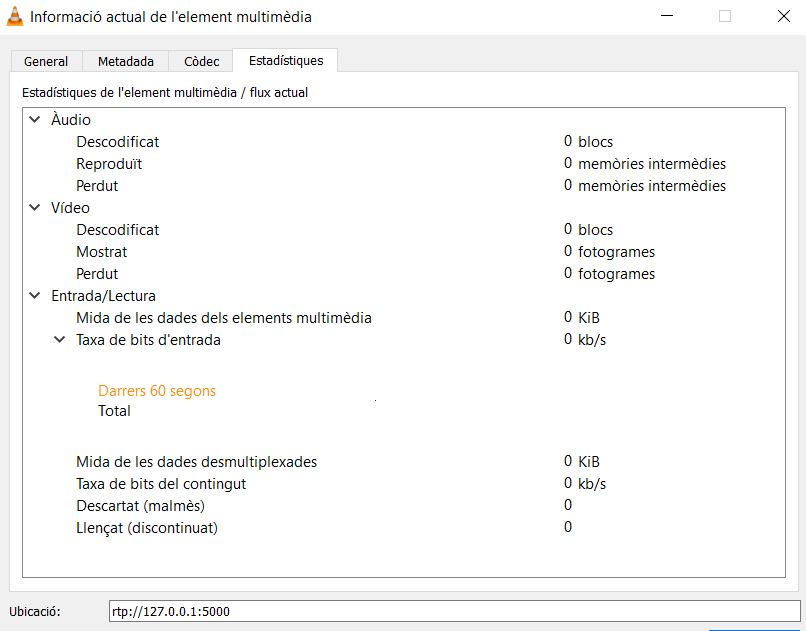 Informació actual de l'element multimèdia
General Metadada Còdec Estadístiques
Estadístiques de l'element multimèdia / flux actual
Àudio
Descodificat 0 blocs
Reproduït 0 memòries intermèdies
Perdut 0 memòries intermèdies
Vídeo
Descodificat 0 blocs
Mostrat 0 fotogrames
Perdut 0 fotogrames
Entrada/Lectura
Mida de les dades dels elements multimèdia 0 KiB
Taxa de bits d'entrada 0 kb/s
Darrers 60 segons
Total
Mida de les dades desmultiplexades 0 KiB
Taxa de bits del contingut 0 kb/s
Descartat (malmès) 0
Llençat (discontinuat) 0
Ubicació: rtp://127.0.0.1:5000